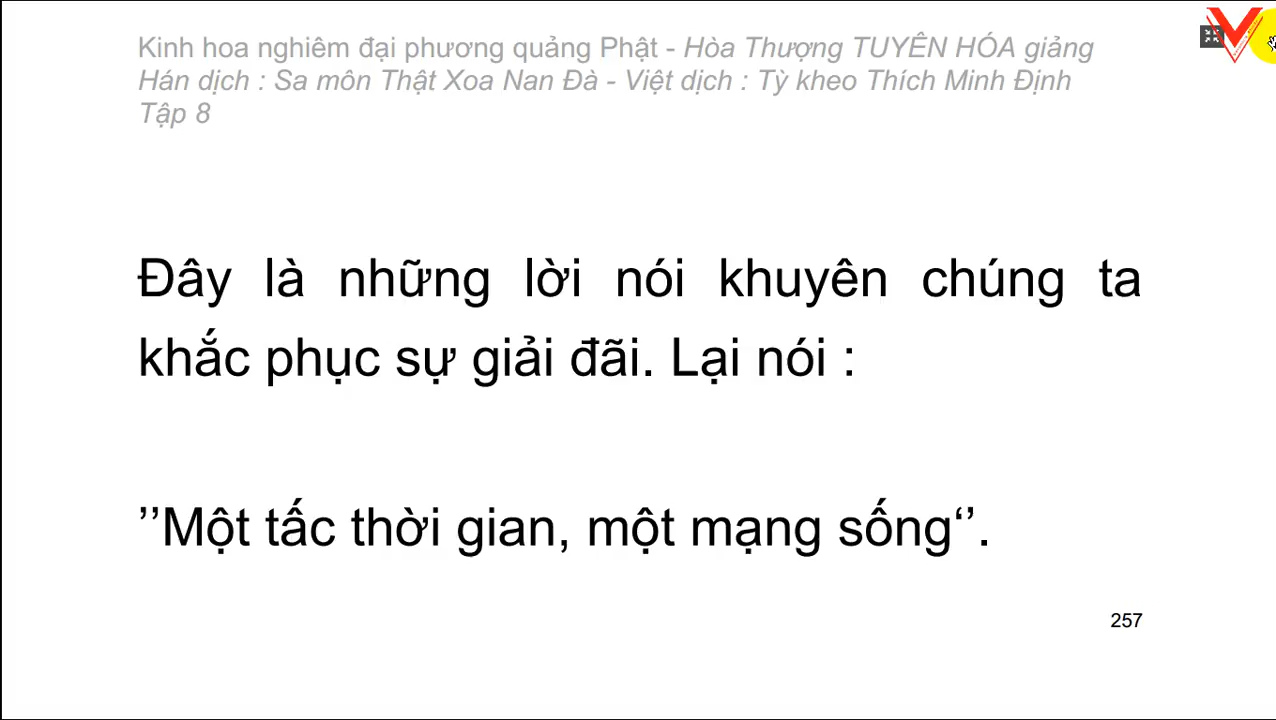 Kinh hoa nghiêm đại phương quảng Phật - Hòa Thượng TUYÊN HÓA giảng
Hán dịch : Sa môn Thật Xoa Nan Đà - Việt dịch : Tỳ kheo Thích Minh Định
Tập 8
Đây là những lời nói khuyên chúng ta
khắc phục sự giải đãi. Lại nói :
’’Một tấc thời gian, một mạng sống‘’.
257